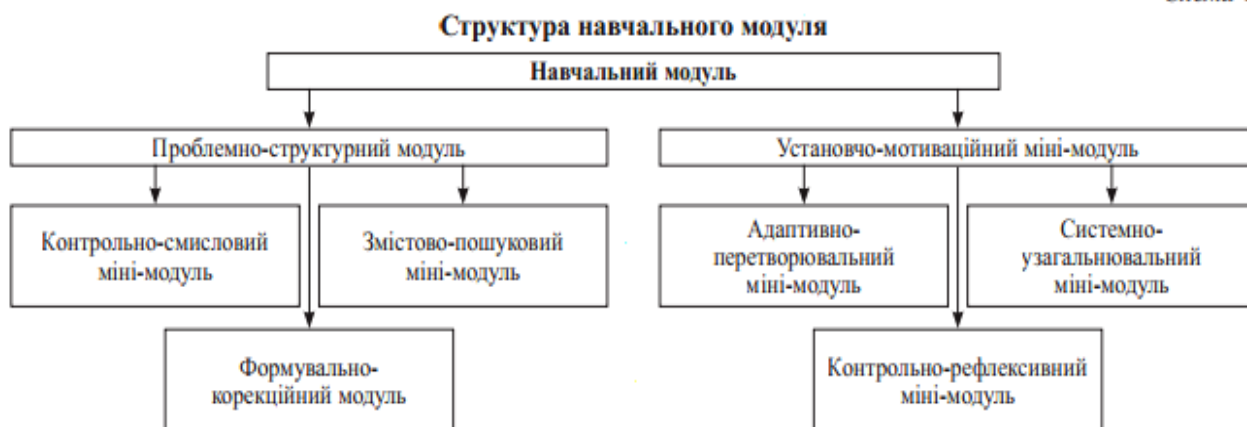 Структура навчального модуля
Навчальний модуль
Проблемно-структурний модуль
Установчо-мотиваційний міні-модуль
Контрольно-смисловий
міні-модуль
Змістово-пошуковий
міні-модуль
Адаптивно-
перетворювальний
міні-модуль
Системно-
узагальнювальний
міні-модуль
Формувально-
корекційний модуль
Контрольно-рефлексивний
міні-модуль